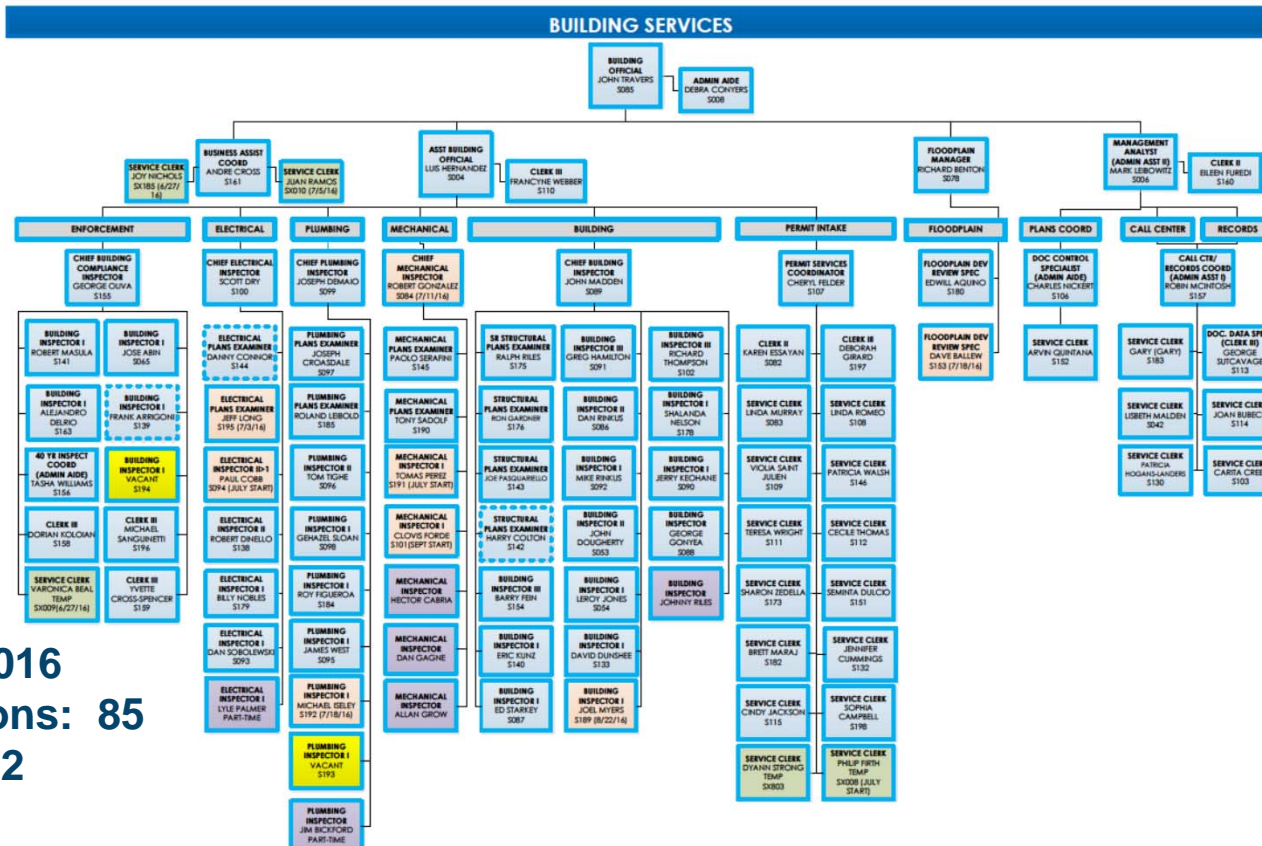 BUILDING SERVICES
BUILDING
OFFICIAL
JOHN TRAVERS
S085
ADMIN AIDE
DEBRA CONYERS
S008
SERVICE CLERK
JOY NICHOLS
SX185 (6/27/
16)
BUSINESS ASSIST
COORD
ANDRE CROSS
S161
SERVICE CLERK
JUAN RAMOS
SX010 (7/5/16)
ASST BUILDING
OFFICIAL
LUIS HERNANDEZ
S004
CLERK III
FRANCYNE WEBBER
S110
FLOODPLAIN
MANAGER
RICHARD BENTON
S078
MANAGEMENT
ANALYST
(ADMIN ASST II)
MARK LEIBOWITZ
S006
CLERK II
EILEEN FUREDI
S160
ENFORCEMENT
ELECTRICAL
PLUMBING
MECHANICAL
BUILDING
PERMIT INTAKE
FLOODPLAIN
PLANS COORD
CALL CENTER
RECORDS
CHIEF BUILDING
COMPLIANCE
INSPECTOR
GEORGE OLIVA
S155
BUILDING
INSPECTOR I
ROBERT MASULA
S141
BUILDING
INSPECTOR I
JOSE ABIN
S065
BUILDING
INSPECTOR I
ALEJANDRO
DELRIO
S163
BUILDING
INSPECTOR I
FRANK ARRIGONI
S139
40 YR INSPECT
COORD
(ADMIN AIDE)
TASHA WILLIAMS
S156
BUILDING
INSPECTOR I
VACANT
S194
CLERK III
DORIAN KOLOIAN
S158
CLERK III
MICHAEL
SANGUINETTI
S196
SERVICE CLERK
VARONICA BEAL
TEMP
SX009(6/27/16)
CLERK III
YVETTE
CROSS-SPENCER
S159
CHIEF ELECTRICAL
INSPECTOR
SCOTT DRY
S100
ELECTRICAL
PLANS EXAMINER
DANNY CONNOR
S144
ELECTRICAL
PLANS EXAMINER
JEFF LONG
S195 (7/3/16)
ELECTRICAL
INSPECTOR II>1
PAUL COBB
S094 (JULY START)
ELECTRICAL
INSPECTOR II
ROBERT DINELLO
S138
ELECTRICAL
INSPECTOR I
BILLY NOBLES
S179
ELECTRICAL
INSPECTOR I
DAN SOBOLEWSKI
S093
ELECTRICAL
INSPECTOR I
LYLE PALMER
PART-TIME
CHIEF PLUMBING
INSPECTOR
JOSEPH DEMAIO
S099
PLUMBING
PLANS EXAMINER
JOSEPH
CROASDALE
S097
PLUMBING
PLANS EXAMINER
ROLAND LEIBOLD
S185
PLUMBING
INSPECTOR II
TOM TIGHE
S096
PLUMBING
INSPECTOR I
GEHAZEL SLOAN
S098
PLUMBING
INSPECTOR I
ROY FIGUEROA
S184
PLUMBING
INSPECTOR I
JAMES WEST
S095
PLUMBING
INSPECTOR I
MICHAEL ISELEY
S192 (7/18/16)
PLUMBING
INSPECTOR I
VACANT
S193
PLUMBING
INSPECTOR
JIM BICKFORD
PART-TIME
CHIEF
MECHANICAL
INSPECTOR
ROBERT GONZALEZ
S084 (7/11/16)
MECHANICAL
PLANS EXAMINER
PAOLO SERAFINI
S145
MECHANICAL
PLANS EXAMINER
TONY SADOLF
S190
MECHANICAL
INSPECTOR I
TOMAS PEREZ
S191 (JULY START)
MECHANICAL
INSPECTOR I
CLOVIS FORDE
S101(SEPT START)
MECHANICAL
INSPECTOR
HECTOR CABRIA
MECHANICAL
INSPECTOR
DAN GAGNE
MECHANICAL
INSPECTOR
ALLAN GROW
CHIEF BUILDING
INSPECTOR
JOHN MADDEN
S089
SR STRUCTURAL
PLANS EXAMINER
RALPH RILES
S175
STRUCTURAL
PLANS EXAMINER
RON GARDNER
S176
STRUCTURAL
PLANS EXAMINER
JOE PASQUARIELLO
S143
STRUCTURAL
PLANS EXAMINER
HARRY COLTON
S142
BUILDING
INSPECTOR III
BARRY FEIN
S154
BUILDING
INSPECTOR I
ERIC KUNZ
S140
BUILDING
INSPECTOR I
ED STARKEY
S087
BUILDING
INSPECTOR III
GREG HAMILTON
S091
BUILDING
INSPECTOR II
DAN RINKUS
S086
BUILDING
INSPECTOR I
MIKE RINKUS
S092
BUILDING
INSPECTOR II
JOHN
DOUGHERTY
S053
BUILDING
INSPECTOR I
LEROY JONES
S054
BUILDING
INSPECTOR I
DAVID DUNSHEE
S133
BUILDING
INSPECTOR I
JOEL MYERS
S189 (8/22/16)
BUILDING
INSPECTOR III
RICHARD
THOMPSON
S102
BUILDING
INSPECTOR I
SHALANDA
NELSON
S178
BUILDING
INSPECTOR I
JERRY KEOHANE
S090
BUILDING
INSPECTOR
GEORGE
GONYEA
S088
BUILDING
INSPECTOR
JOHNNY RILES
PERMIT SERVICES
COORDINATOR
CHERYL FELDER
S107
CLERK II
KAREN ESSAYAN
S082
CLERK III
DEBORAH
GIRARD
S197
SERVICE CLERK
LINDA MURRAY
S083
SERVICE CLERK
LINDA ROMEO
S108
SERVICE CLERK
VIOLIA SAINT
JULIEN
S109
SERVICE CLERK
PATRICIA WALSH
S146
SERVICE CLERK
TERESA WRIGHT
S111
SERVICE CLERK
CECILE THOMAS
S112
SERVICE CLERK
SHARON ZEDELLA
S173
SERVICE CLERK
SEMINTA DULCIO
S151
SERVICE CLERK
BRETT MARAJ
S182
SERVICE CLERK
JENNIFER
CUMMINGS
S132
SERVICE CLERK
CINDY JACKSON
S115
SERVICE CLERK
SOPHIA
CAMPBELL
S198
SERVICE CLERK
DYANN STRONG
TEMP
SX803
SERVICE CLERK
PHILIP FIRTH
TEMP
SX008 (JULY
START)
FLOODPLAIN DEV
REVIEW SPEC
EDWILL AQUINO
S180
FLOODPLAIN DEV
REVIEW SPEC
DAVE BALLEW
S153 (7/18/16)
DOC CONTROL
SPECIALIST
(ADMIN AIDE)
CHARLES NICKERT
S106
SERVICE CLERK
ARVIN QUINTANA
S152
CALL CTR/
RECORDS COORD
(ADMIN ASST I)
ROBIN MCINTOSH
S157
SERVICE CLERK
GARY (GARY)
S183
DOC. DATA SPE
(CLERK III)
GEORGE
SUTCAVAGE
S113
SERVICE CLERK
LISBETH MALDEN
S042
SERVICE CLER
JOAN BUBEC
S114
SERVICE CLERK
PATRICIA
HOGANS-LANDERS
S130
SERVICE CLER
CARITA CREE
S103
016
ons: 85
2